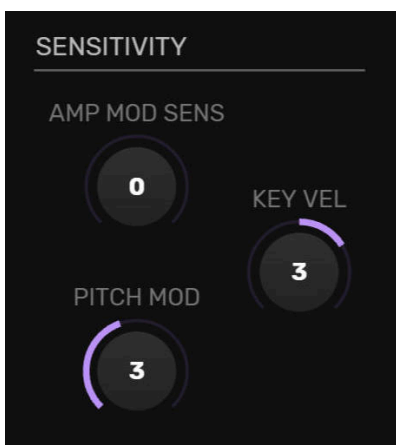 SENSITIVITY
AMP MOD SENS
0
KEY VEL
3
PITCH MOD
3